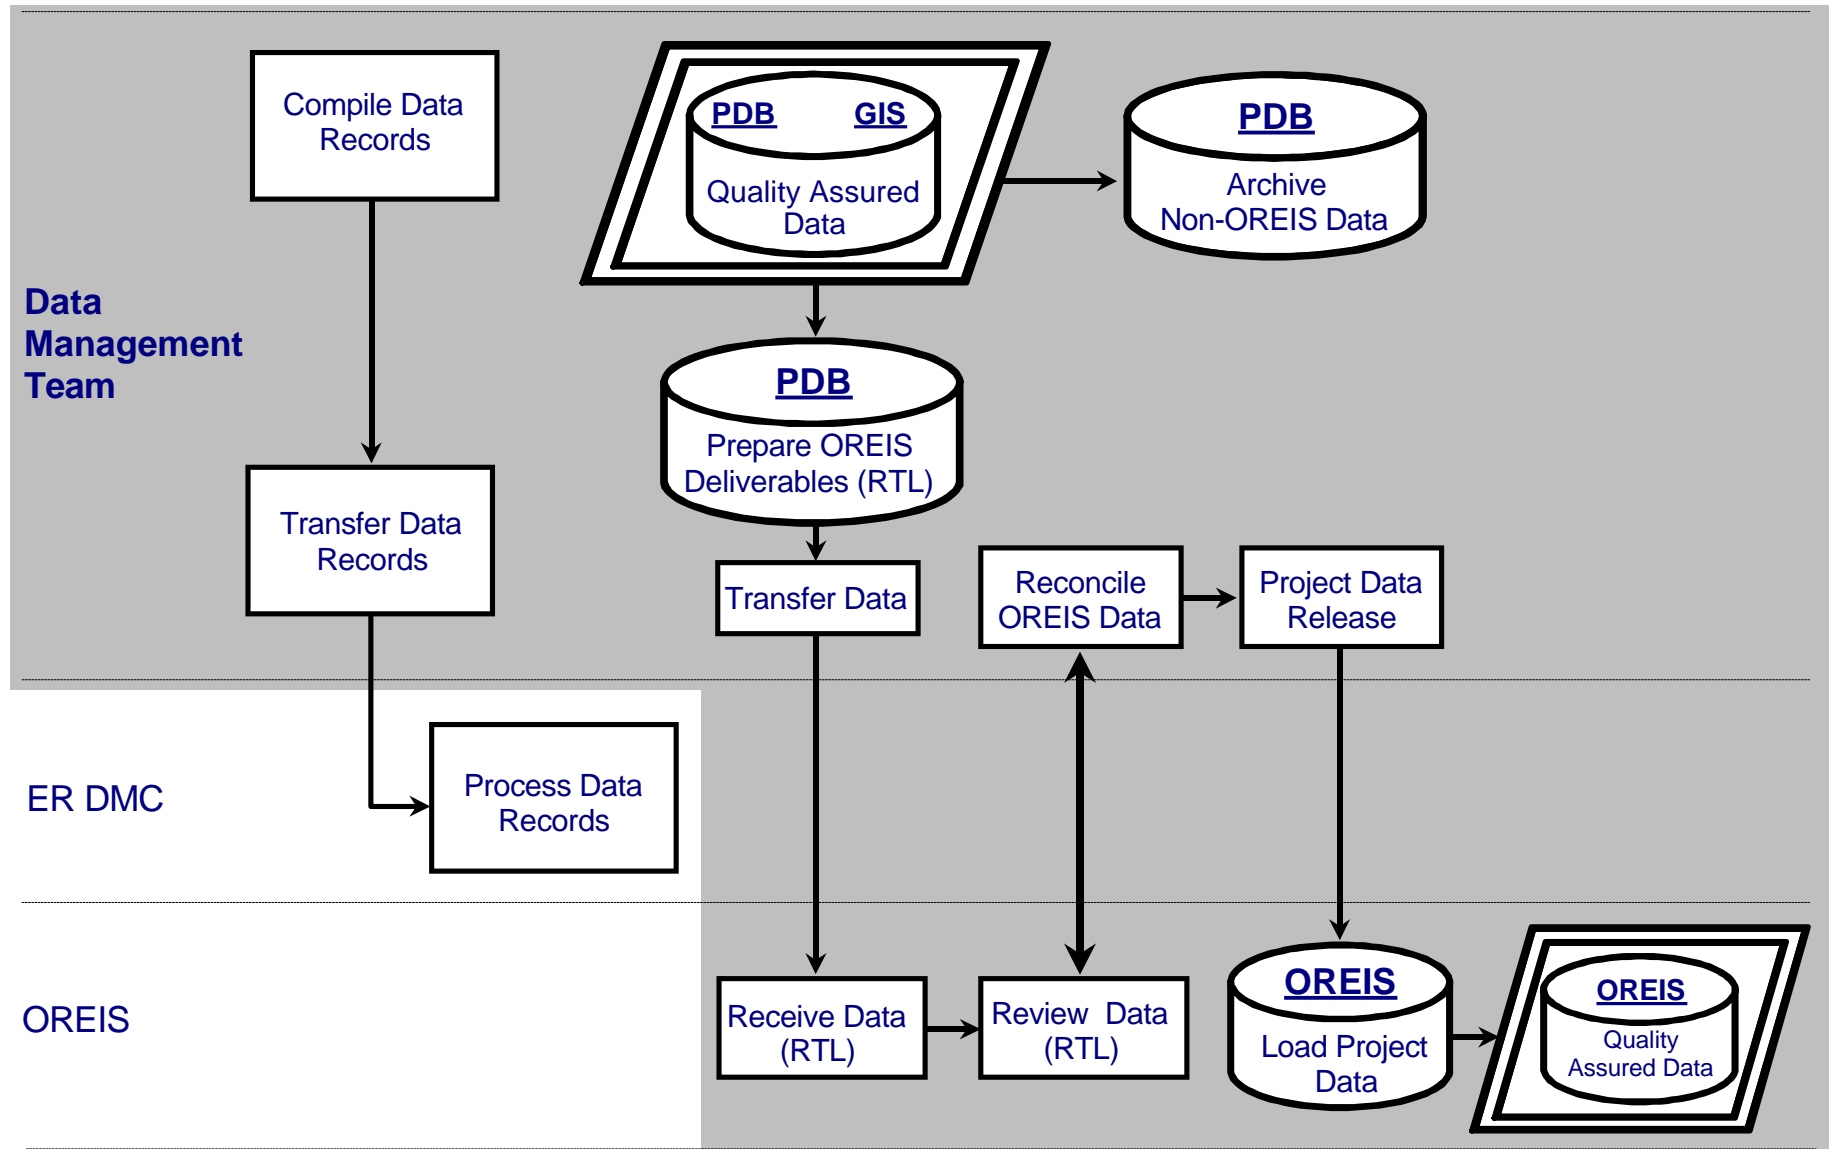 Compile Data
Records
PDB GIS
Quality Assured
Data
PDB
Archive
Non-OREIS Data
Data
Management
Team
PDB
Prepare OREIS
Deliverables (RTL)
Transfer Data
Records
Transfer Data
Reconcile
OREIS Data
Project Data
Release
ER DMC
Process Data
Records
OREIS
Receive Data
(RTL)
Review Data
(RTL)
OREIS
Load Project
Data
OREIS
Quality
Assured Data